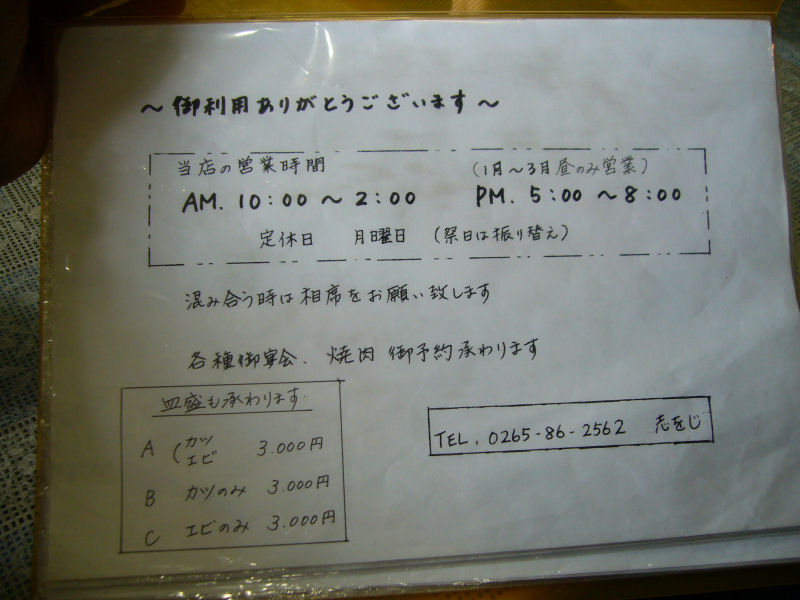 ～御利用ありがとうございます～
当店の営業時間 (1月～3月昼のみ営業)
AM. 10:00～2:00 PM. 5:00～8:00
定休日 月曜日 (祭日は振り替え)
混み合う時は相席をお願い致します
各種御宴会、焼肉 御予約承わります
皿盛も承わります
A (カツ
エビ 3.000円
B カツのみ 3.000円
C エビのみ 3.000円
TEL, 0265-86-2562 志をじ